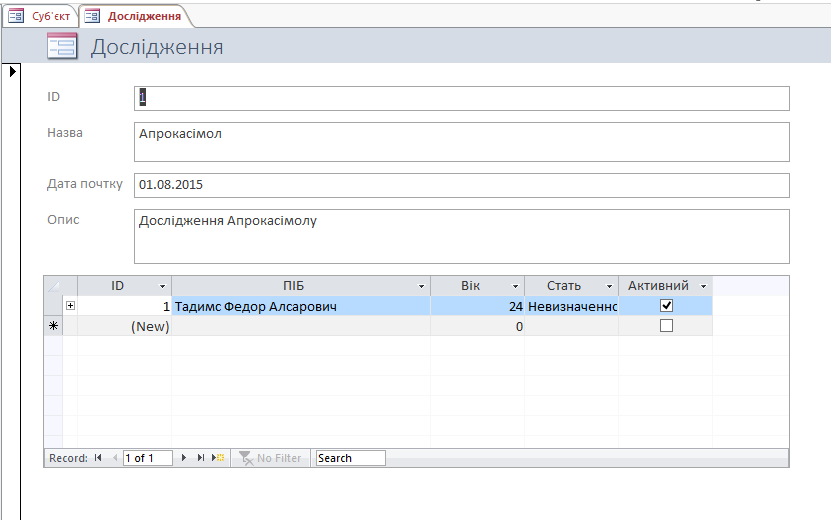 Суб'єкт Дослідження
Дослідження
ID 1
Назва Апрокасімол
Дата почтку 01.08.2015
Опис Дослідження Апрокасімолу
ID ПІБ Вік Стать Активний
1 Тадимс Федор Алсарович 24 Невизначенно
(New) 0
Record: 1 of 1 No Filter Search